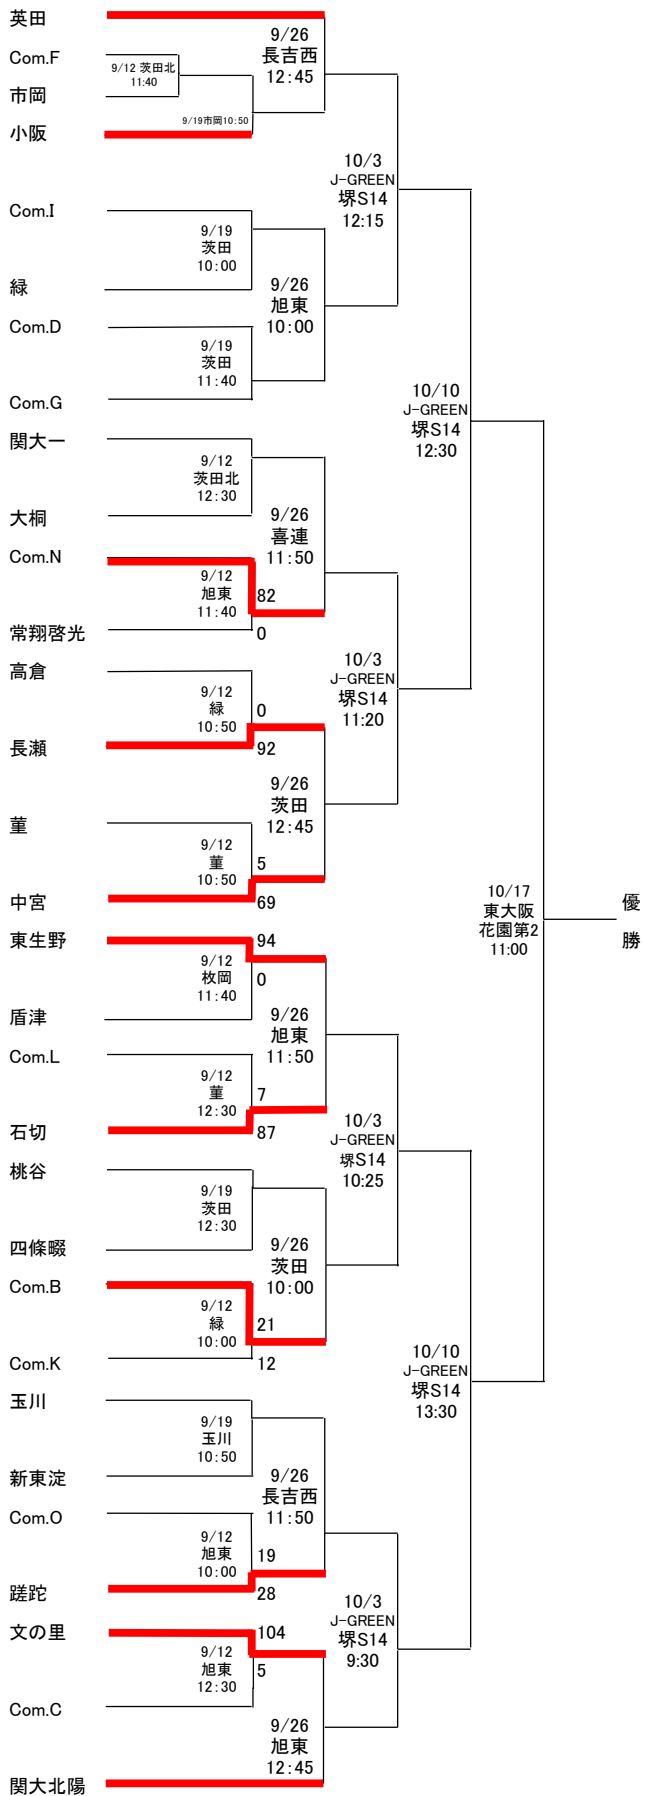 英田
9/26
長吉西
12:45
Com.F
9/12 茨田北
11:40
市岡
9/19市岡10:50
小阪
10/3
J-GREEN
堺S14
12:15
Com.I
9/19
茨田
10:00
緑
9/26
旭東
10:00
Com.D
9/19
茨田
11:40
Com.G
10/10
J-GREEN
堺S14
12:30
関大一
9/12
茨田北
12:30
大桐
9/26
喜連
11:50
Com.N
9/12
旭東
11:40
82
0
常翔啓光
10/3
J-GREEN
堺S14
11:20
高倉
9/12
緑
10:50
0
92
長瀬
9/26
茨田
12:45
菫
9/12
菫
10:50
5
69
中宮
10/17
東大阪
花園第2
11:00
優
勝
東生野
94
9/12
枚岡
11:40
0
盾津
9/26
旭東
11:50
Com.L
9/12
菫
12:30
7
87
石切
10/3
J-GREEN
堺S14
10:25
桃谷
9/19
茨田
12:30
四條畷
9/26
茨田
10:00
Com.B
9/12
緑
10:00
21
12
Com.K
10/10
J-GREEN
堺S14
13:30
玉川
9/19
玉川
10:50
新東淀
9/26
長吉西
11:50
Com.O
9/12
旭東
10:00
19
28
蹉跎
10/3
J-GREEN
堺S14
9:30
文の里
104
9/12
旭東
12:30
5
Com.C
9/26
旭東
12:45
関大北陽